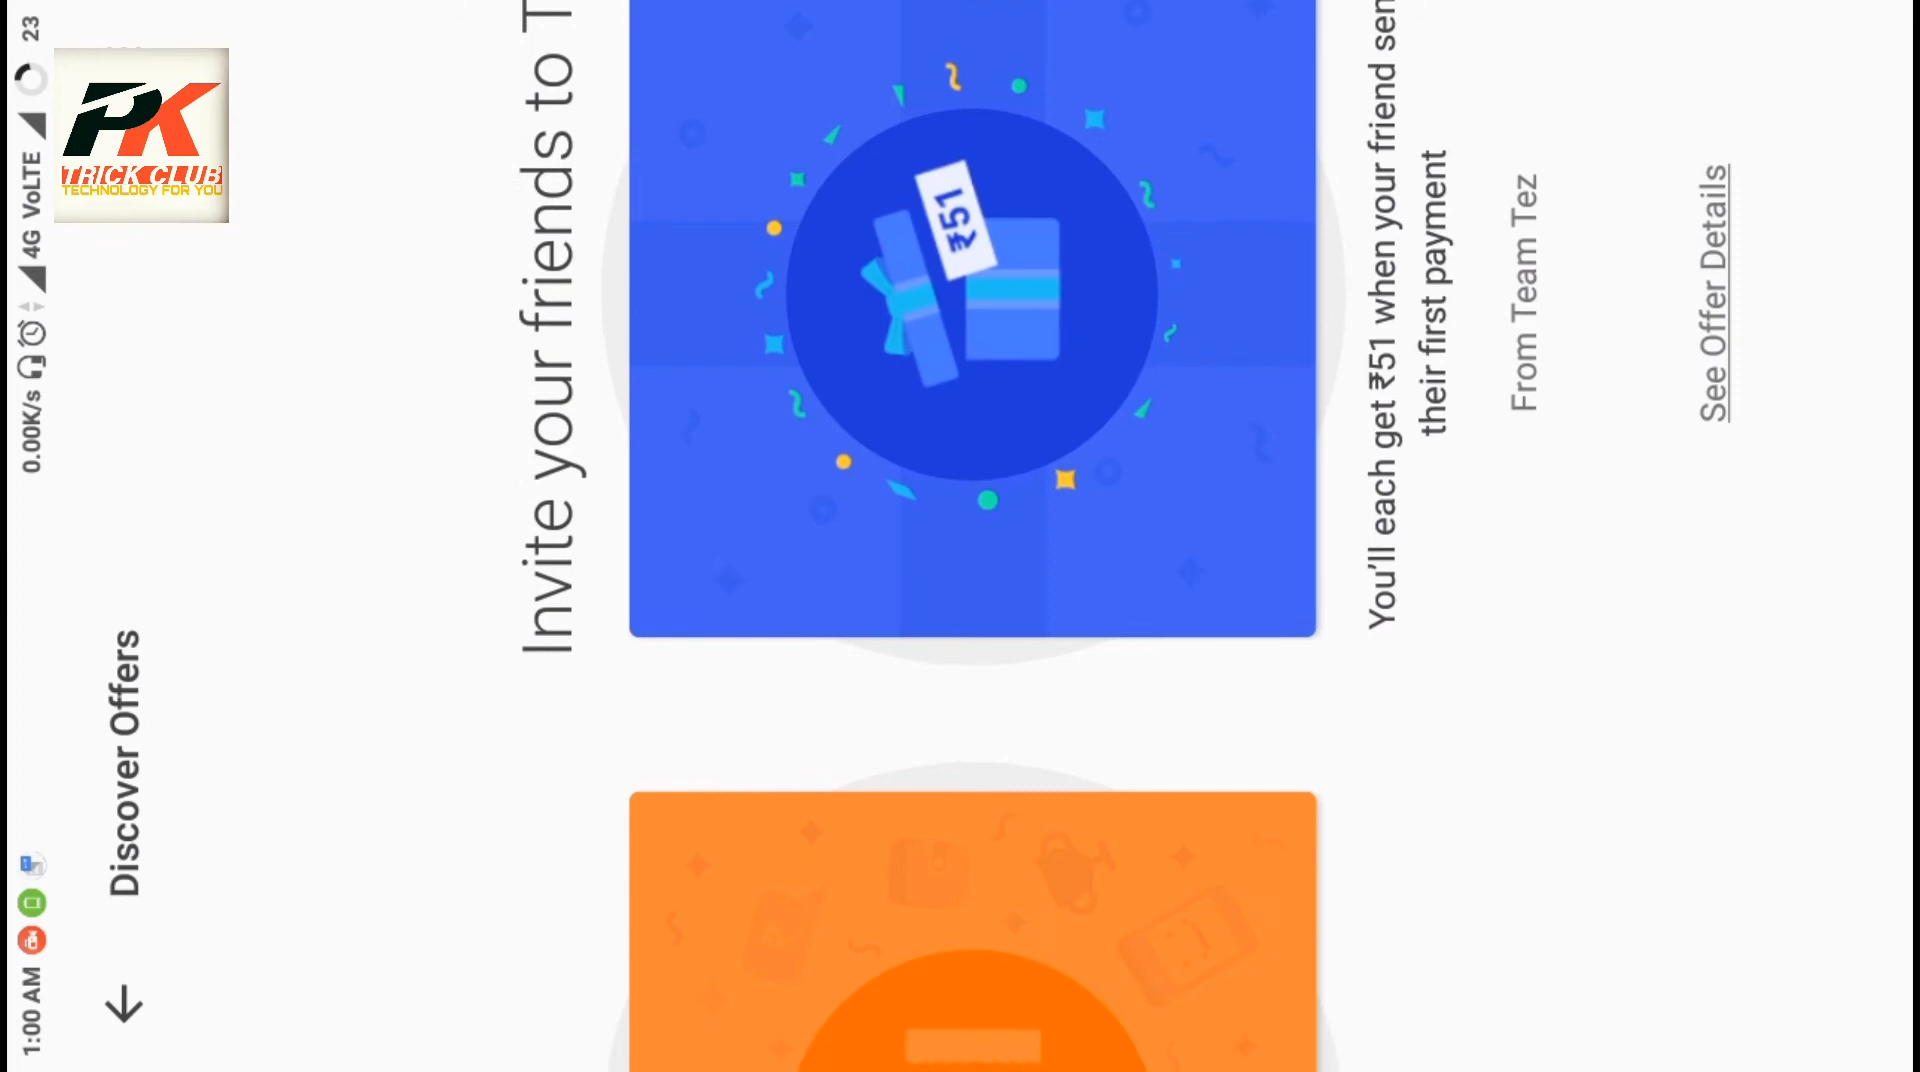 1:00 AM
0.00K/s
4G VoLTE
23
PK
TRICK CLUB
TECHNOLOGY FOR YOU
Discover Offers
Invite your friends to T
₹51
You'll each get ₹51 when your friend sen
their first payment
From Team Tez
See Offer Details